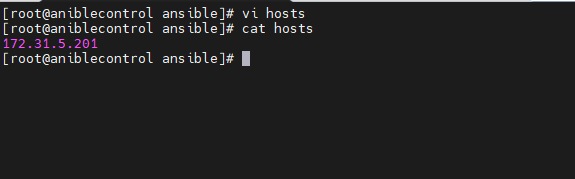 [root@aniblecontrol ansible]# vi hosts
[root@aniblecontrol ansible]# cat hosts
172.31.5.201
[root@aniblecontrol ansible]#